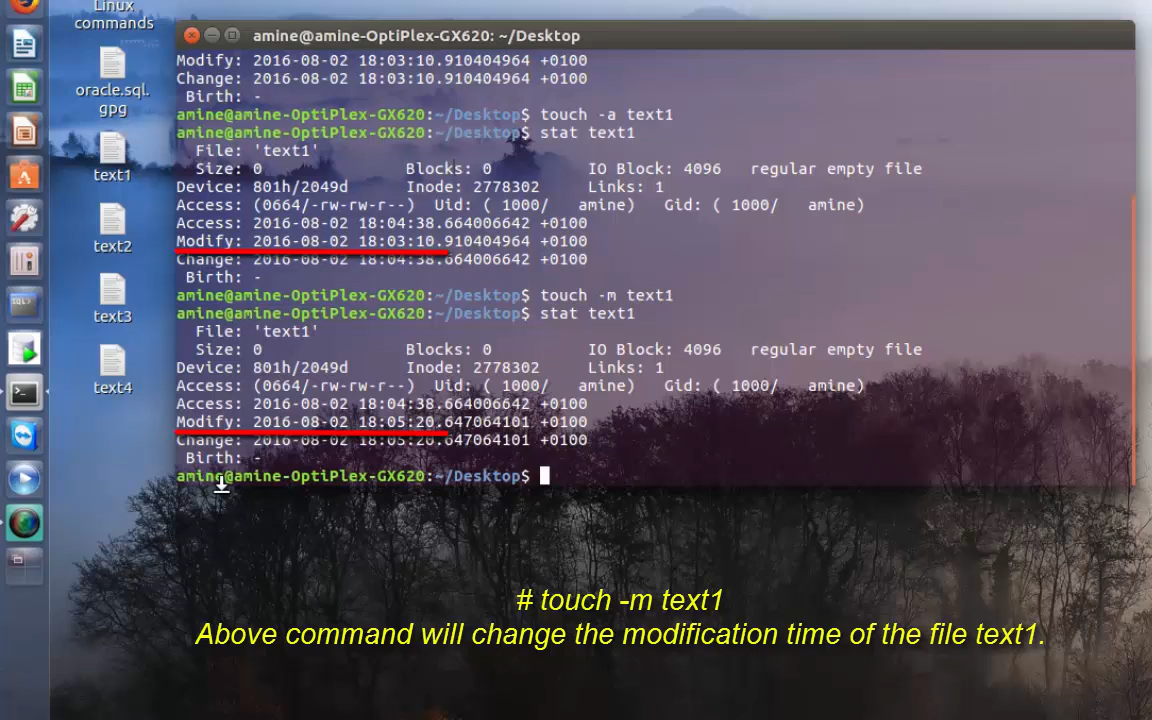 Linux
commands
oracle.sql.
gpg
text1
text2
text3
text4
amine@amine-OptiPlex-GX620: ~/Desktop
Modify: 2016-08-02 18:03:10.910404964 +0100
Change: 2016-08-02 18:03:10.910404964 +0100
Birth: -
amine@amine-OptiPlex-GX620:~/Desktop$ touch -a text1
amine@amine-OptiPlex-GX620:~/Desktop$ stat text1
File: 'text1'
Size: 0 Blocks: 0 IO Block: 4096 regular empty file
Device: 801h/2049d Inode: 2778302 Links: 1
Access: (0664/-rw-rw-r--) Uid: ( 1000/ amine) Gid: ( 1000/ amine)
Access: 2016-08-02 18:04:38.664006642 +0100
Modify: 2016-08-02 18:03:10.910404964 +0100
Change: 2016-08-02 18:04:38.664006642 +0100
Birth: -
amine@amine-OptiPlex-GX620:~/Desktop$ touch -m text1
amine@amine-OptiPlex-GX620:~/Desktop$ stat text1
File: 'text1'
Size: 0 Blocks: 0 IO Block: 4096 regular empty file
Device: 801h/2049d Inode: 2778302 Links: 1
Access: (0664/-rw-rw-r--) Uid: ( 1000/ amine) Gid: ( 1000/ amine)
Access: 2016-08-02 18:04:38.664006642 +0100
Modify: 2016-08-02 18:05:20.647064101 +0100
Change: 2016-08-02 18:05:20.647064101 +0100
Birth: -
amine@amine-OptiPlex-GX620:~/Desktop$
# touch -m text1
Above command will change the modification time of the file text1.